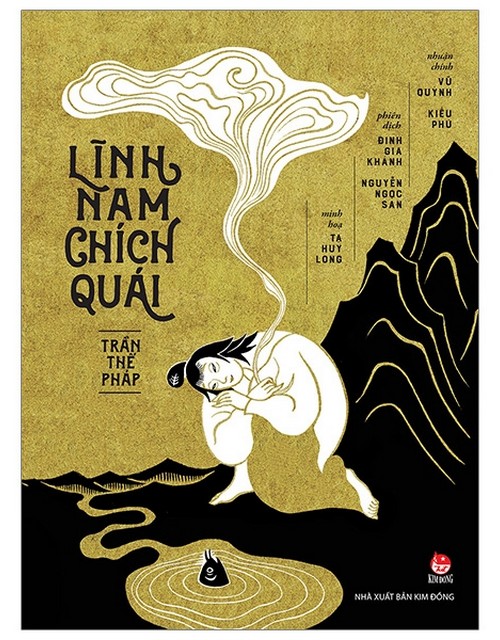 LĨNH
NAM
CHÍCH
QUÁI
TRẦN
THẾ
PHÁP
nhuận
chính
VŨ
QUỲNH
KIỀU
PHÚ
phiên
dịch
ĐINH
GIA
KHÁNH
NGUYỄN
NGỌC
SAN
minh
hoạ
TẠ
HUY
LONG
KIM ĐỒNG
NHÀ XUẤT BẢN KIM ĐỒNG